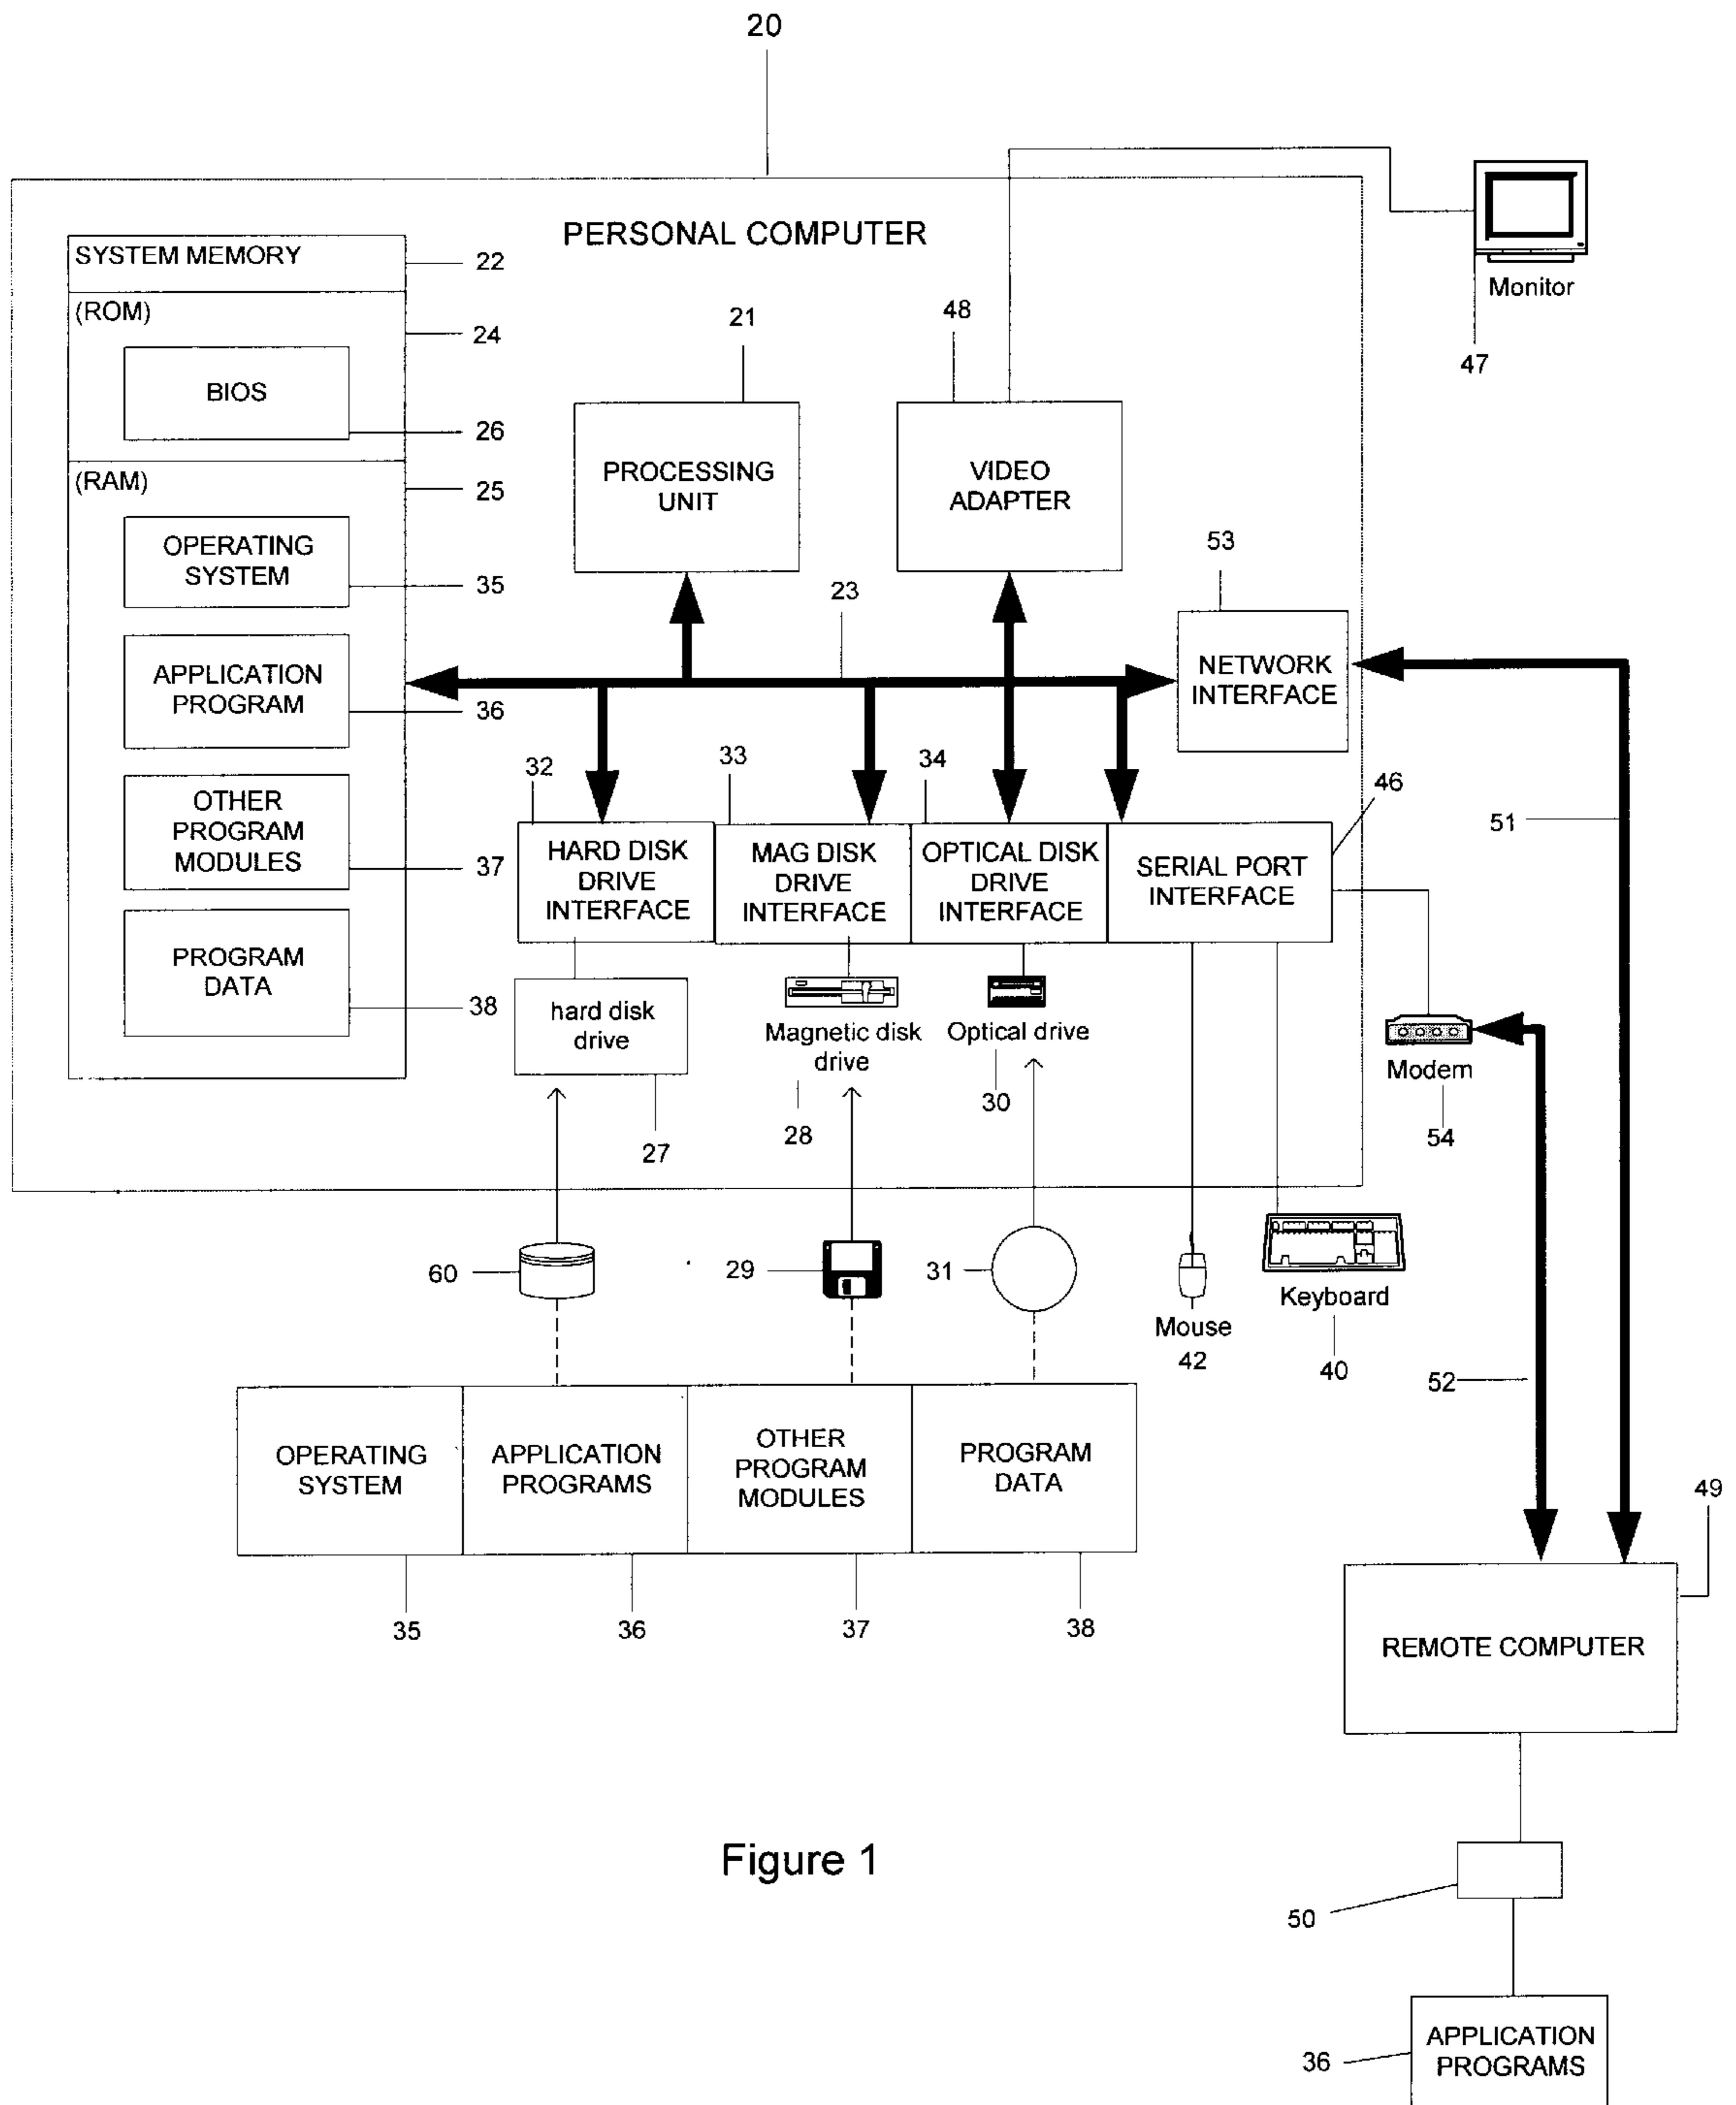 20
PERSONAL COMPUTER
SYSTEM MEMORY
22
(ROM)
24
BIOS
26
(RAM)
25
OPERATING
SYSTEM
35
APPLICATION
PROGRAM
36
OTHER
PROGRAM
MODULES
37
PROGRAM
DATA
38
21
PROCESSING
UNIT
48
VIDEO
ADAPTER
Monitor
47
23
53
NETWORK
INTERFACE
32
HARD DISK
DRIVE
INTERFACE
33
MAG DISK
DRIVE
INTERFACE
34
OPTICAL DISK
DRIVE
INTERFACE
46
SERIAL PORT
INTERFACE
51
hard disk
drive
27
Magnetic disk
drive
28
Optical drive
30
Modem
54
60
29
31
Mouse
42
Keyboard
40
52
OPERATING
SYSTEM
35
APPLICATION
PROGRAMS
36
OTHER
PROGRAM
MODULES
37
PROGRAM
DATA
38
49
REMOTE COMPUTER
50
36
APPLICATION
PROGRAMS
Figure 1